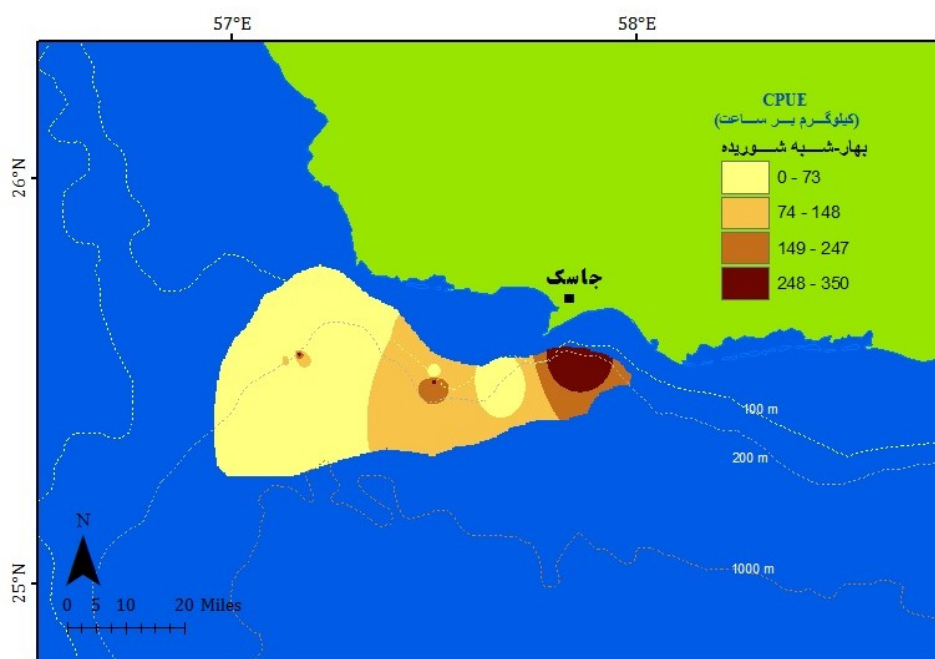 57°E 58°E
26°N
25°N
CPUE
(کیلوگرم بر ساعت)
بهار-شبه شوریده
0 - 73
74 - 148
149 - 247
248 - 350
جاسک
100 m
200 m
1000 m
N
0 5 10 20 Miles